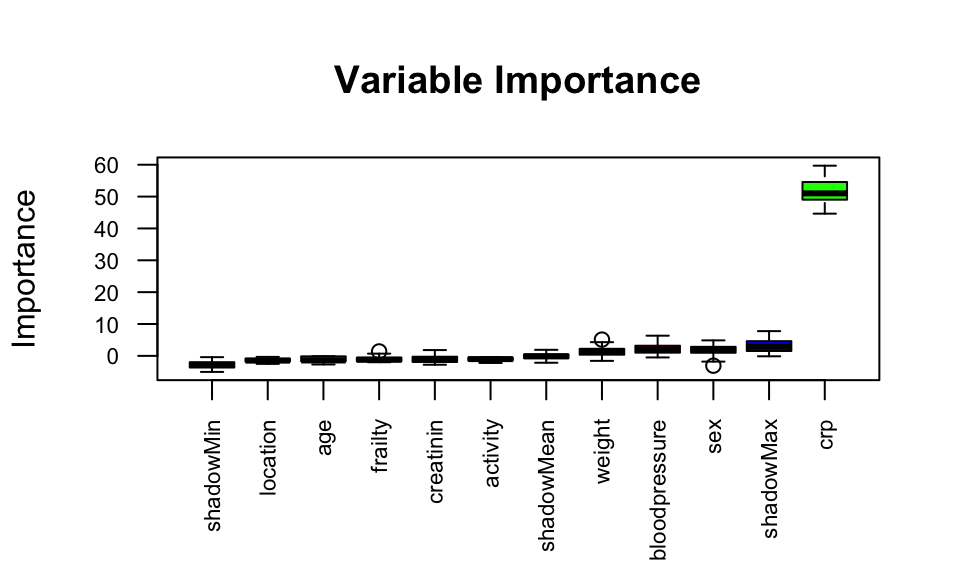 Variable Importance
Importance
60
50
40
30
20
10
0
shadowMin
location
age
frailty
creatinin
activity
shadowMean
weight
bloodpressure
sex
shadowMax
crp